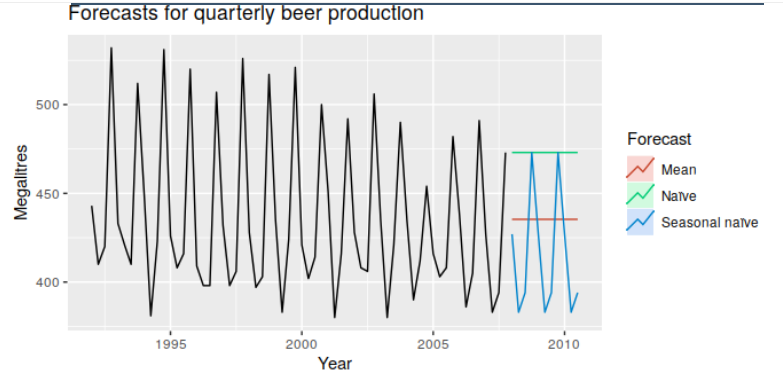 Forecasts for quarterly beer production
500
450
400
Megalitres
1995
2000
2005
2010
Year
Forecast
Mean
Naïve
Seasonal naïve